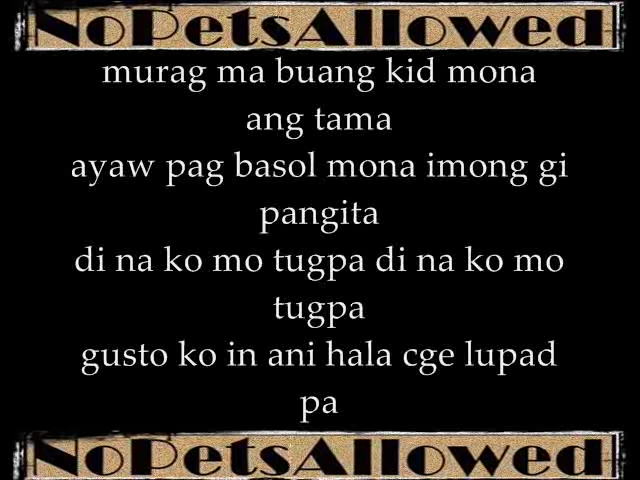 NoPetsAllowed
murag ma buang kid mona
ang tama
ayaw pag basol mona imong gi
pangita
di na ko mo tugpa di na ko mo
tugpa
gusto ko in ani hala cge lupad
pa
NoPetsAllowed